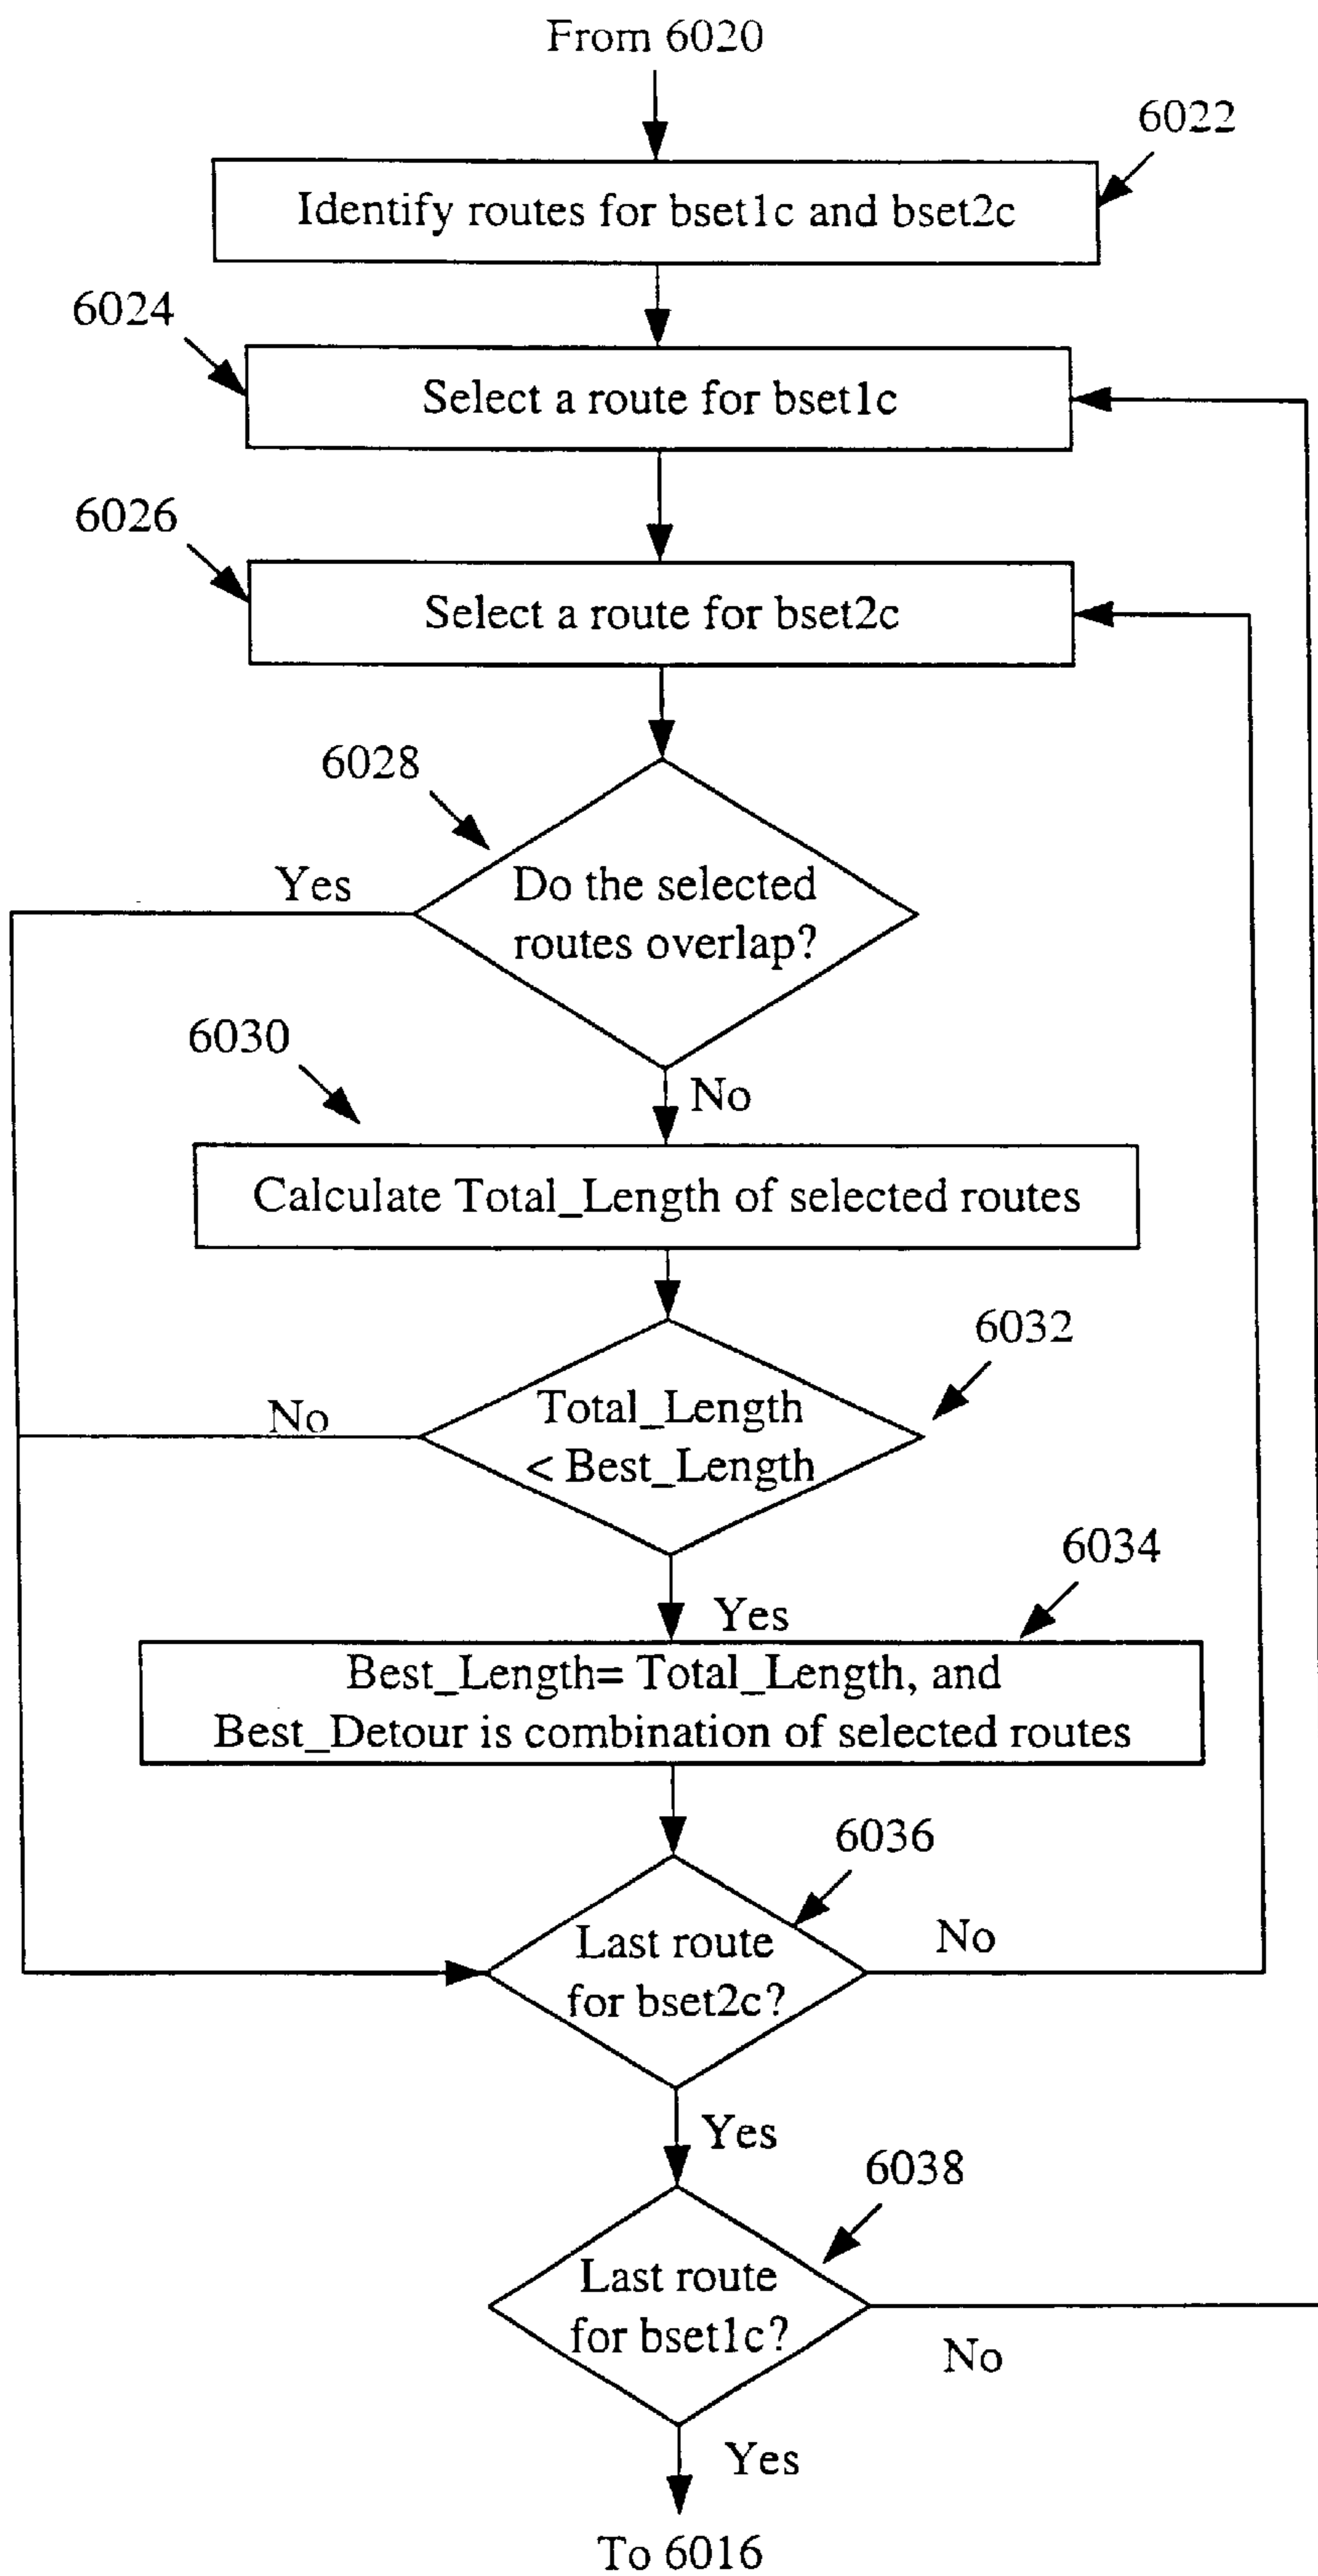 From 6020
6022
Identify routes for bset1c and bset2c
6024
Select a route for bset1c
6026
Select a route for bset2c
6028
Yes
Do the selected
routes overlap?
6030
No
Calculate Total_Length of selected routes
6032
Total_Length
< Best_Length
No
6034
Yes
Best_Length= Total_Length, and
Best_Detour is combination of selected routes
6036
Last route
for bset2c?
No
Yes
6038
Last route
for bset1c?
No
Yes
To 6016